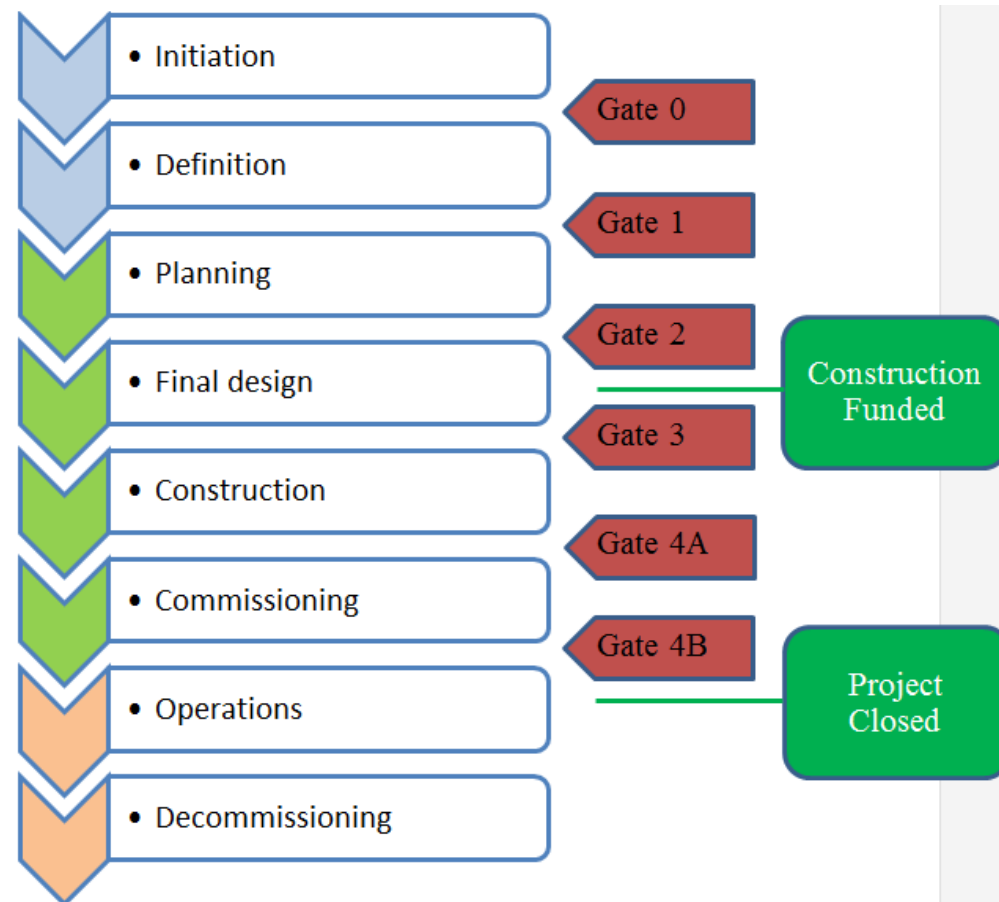 • Initiation
Gate 0
• Definition
Gate 1
• Planning
Gate 2
Construction
Funded
• Final design
Gate 3
• Construction
Gate 4A
• Commissioning
Gate 4B
Project
Closed
• Operations
• Decommissioning